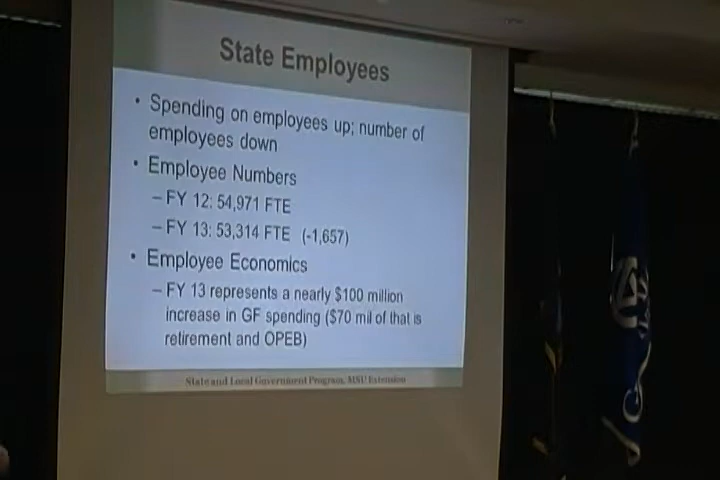 State Employees
• Spending on employees up; number of
employees down
• Employee Numbers
– FY 12: 54,971 FTE
– FY 13: 53,314 FTE (-1,657)
• Employee Economics
– FY 13 represents a nearly $100 million
increase in GF spending ($70 mil of that is
retirement and OPEB)
State and Local Government Program, MSU Extension